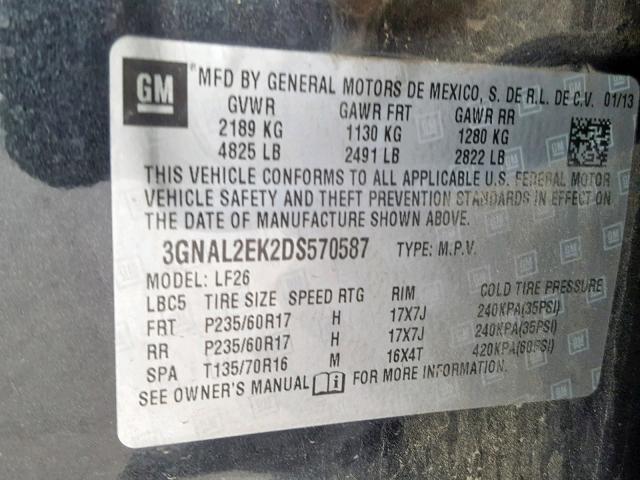 GM
*MFD BY GENERAL MOTORS DE MEXICO, S. DE R.L. DE C.V. 01/13
GVWR GAWR FRT GAWR RR
2189 KG 1130 KG 1280 KG
4825 LB 2491 LB 2822 LB
THIS VEHICLE CONFORMS TO ALL APPLICABLE U.S. FEDERAL MOTOR
VEHICLE SAFETY AND THEFT PREVENTION STANDARDS IN EFFECT ON
THE DATE OF MANUFACTURE SHOWN ABOVE.
3GNAL2EK2DS570587 TYPE: M.P.V.
MODEL: LF26
LBC5 TIRE SIZE SPEED RTG RIM COLD TIRE PRESSURE
FRT P235/60R17 H 17X7J 240KPA(35PSI)
RR P235/60R17 H 17X7J 240KPA(35PSI)
SPA T135/70R16 M 16X4T 420KPA(60PSI)
SEE OWNER'S MANUAL i FOR MORE INFORMATION.